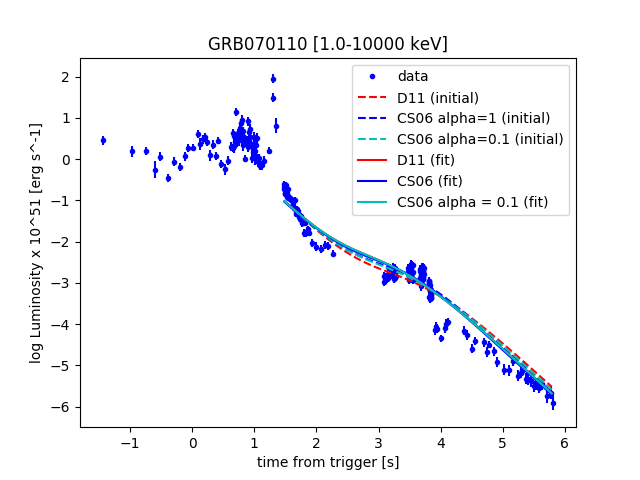 GRB070110 [1.0-10000 keV]
data
D11 (initial)
CS06 alpha=1 (initial)
CS06 alpha=0.1 (initial)
D11 (fit)
CS06 (fit)
CS06 alpha = 0.1 (fit)
log Luminosity x 10^51 [erg s^-1]
2
1
0
−1
−2
−3
−4
−5
−6
−1 0 1 2 3 4 5 6
time from trigger [s]